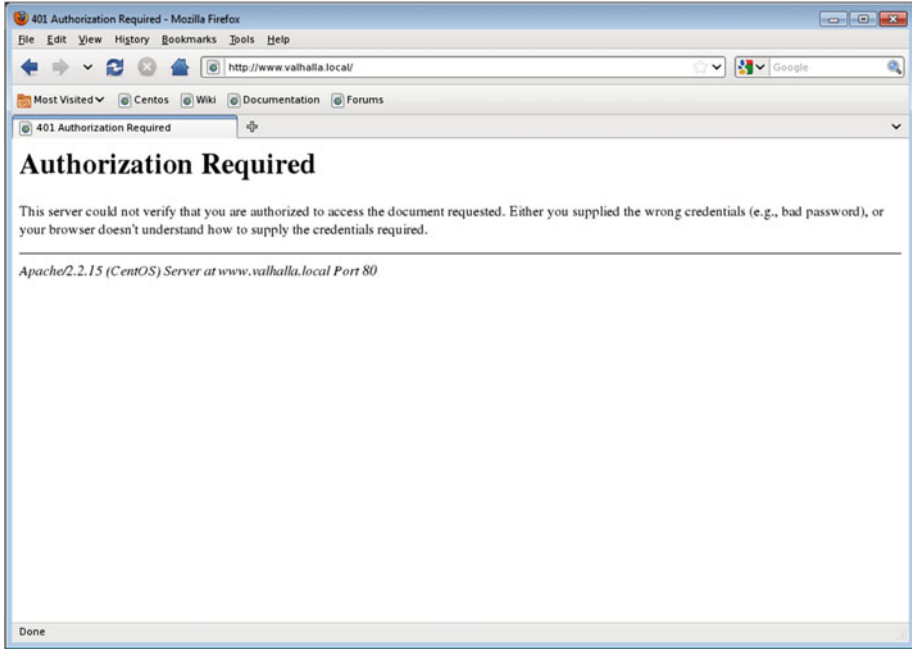 401 Authorization Required - Mozilla Firefox
File Edit View History Bookmarks Tools Help
http://www.valhalla.local/
Google
Most Visited Centos Wiki Documentation Forums
401 Authorization Required
Authorization Required
This server could not verify that you are authorized to access the document requested. Either you supplied the wrong credentials (e.g., bad password), or
your browser doesn't understand how to supply the credentials required.
Apache/2.2.15 (CentOS) Server at www.valhalla.local Port 80
Done